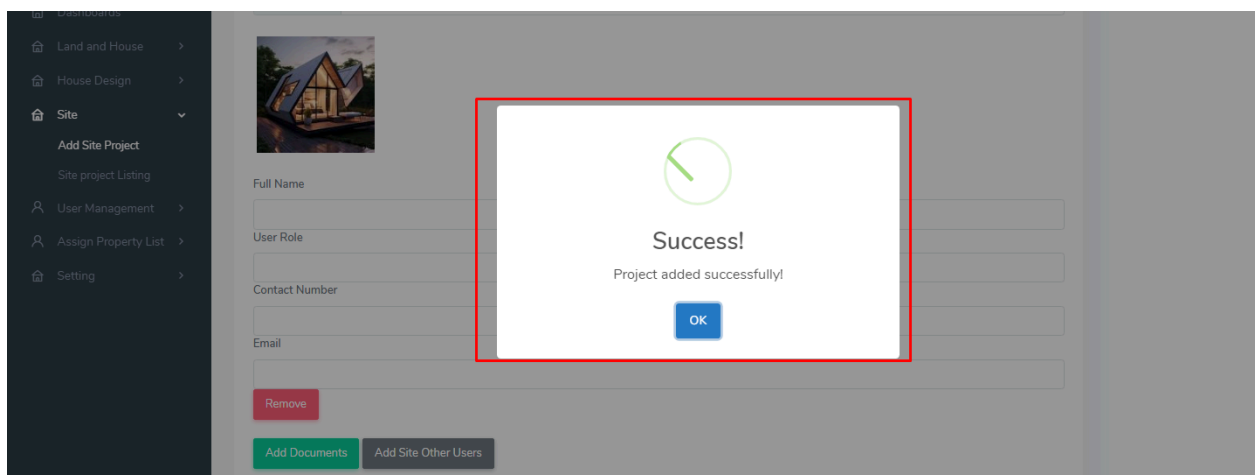 Dashboards
Land and House
House Design
Site
Add Site Project
Site project Listing
User Management
Assign Property List
Setting
Full Name
User Role
Contact Number
Email
Remove
Add Documents Add Site Other Users
Success!
Project added successfully!
OK